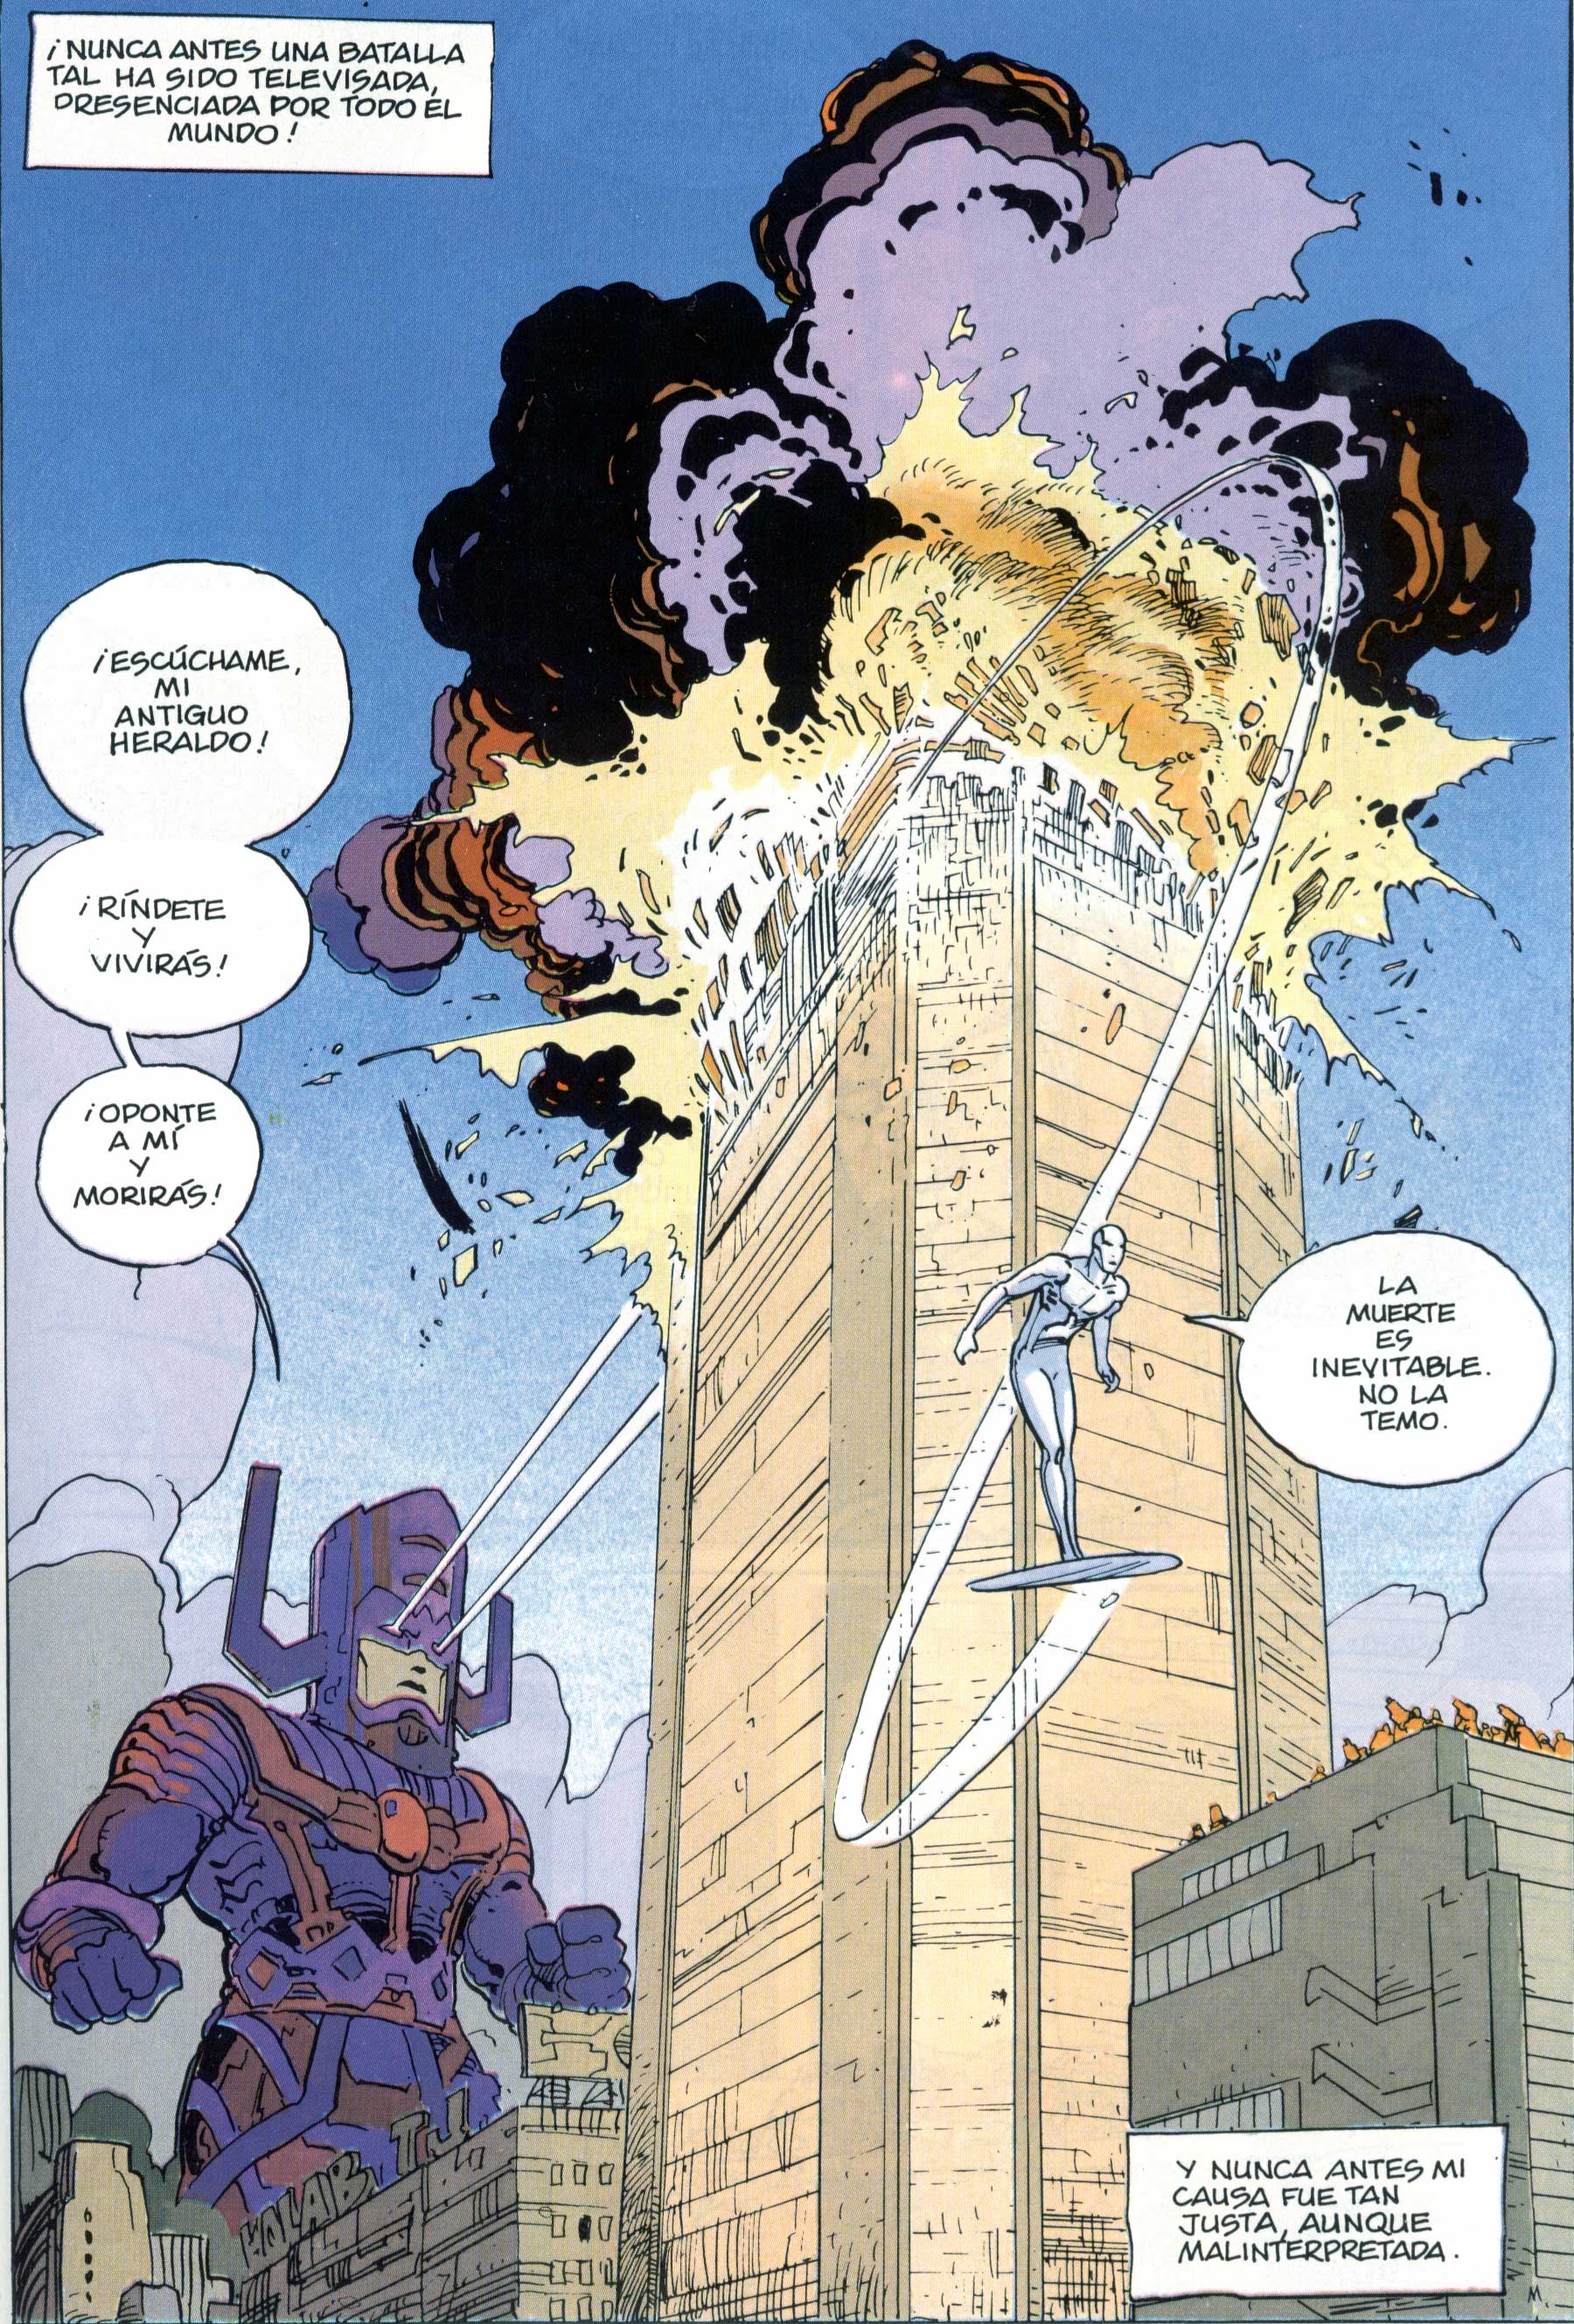 ¡NUNCA ANTES UNA BATALLA
TAL HA SIDO TELEVISADA,
PRESENCIADA POR TODO EL
MUNDO!
¡ESCÚCHAME,
MI
ANTIGUO
HERALDO!
¡RÍNDETE
Y
VIVIRÁS!
¡OPONTE
A MÍ
Y
MORIRÁS!
LA
MUERTE
ES
INEVITABLE.
NO LA
TEMO.
Y NUNCA ANTES MI
CAUSA FUE TAN
JUSTA, AUNQUE
MALINTERPRETADA.